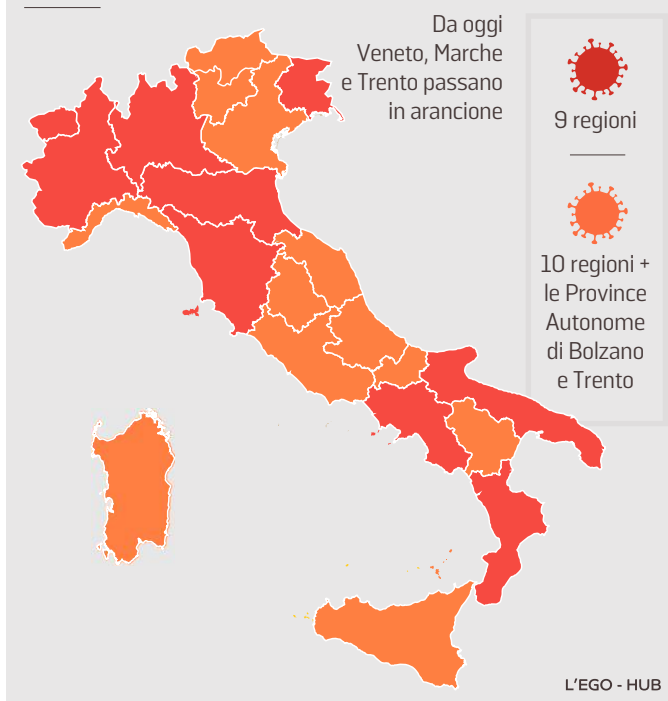 Da oggi
Veneto, Marche
e Trento passano
in arancione
9 regioni
10 regioni +
le Province
Autonome
di Bolzano
e Trento
L'EGO - HUB